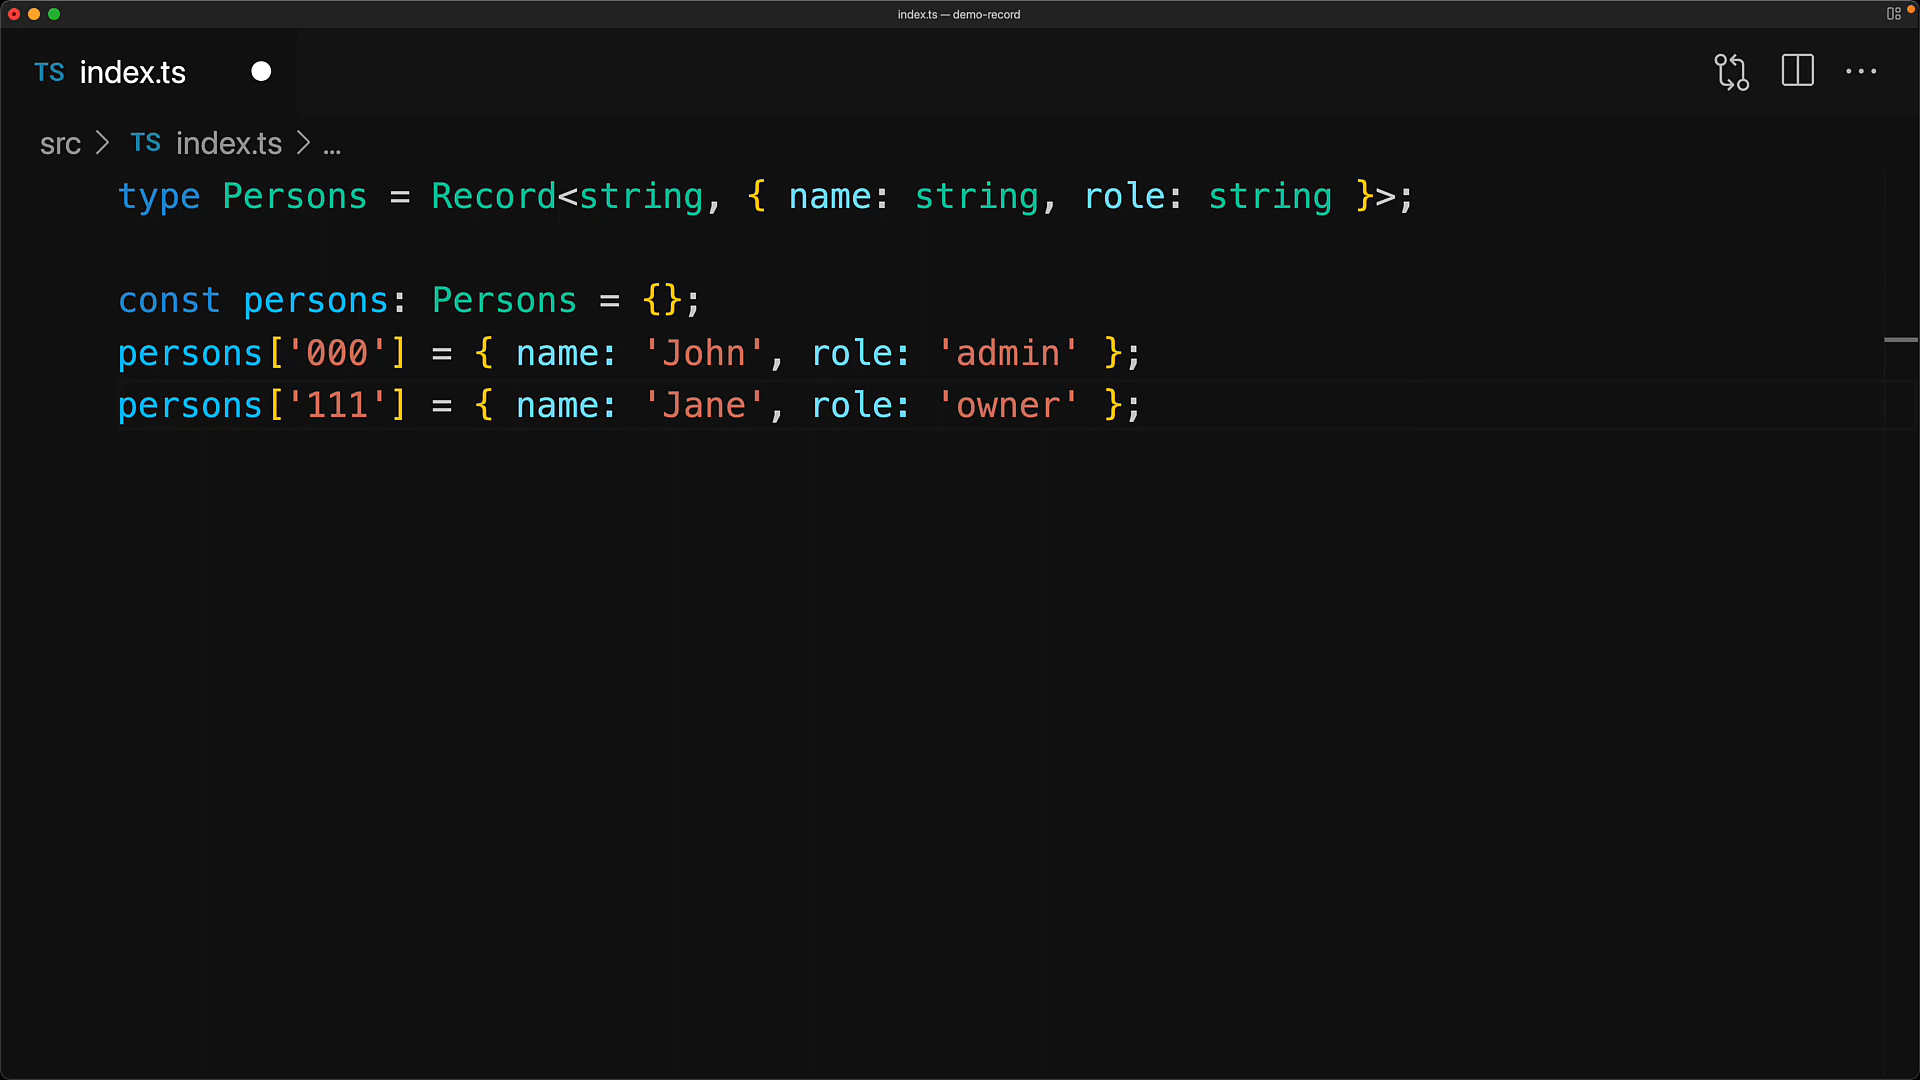 index.ts — demo-record
TS index.ts
src > TS index.ts > ...
type Persons = Record<string, { name: string, role: string }>;
const persons: Persons = {};
persons['000'] = { name: 'John', role: 'admin' };
persons['111'] = { name: 'Jane', role: 'owner' };